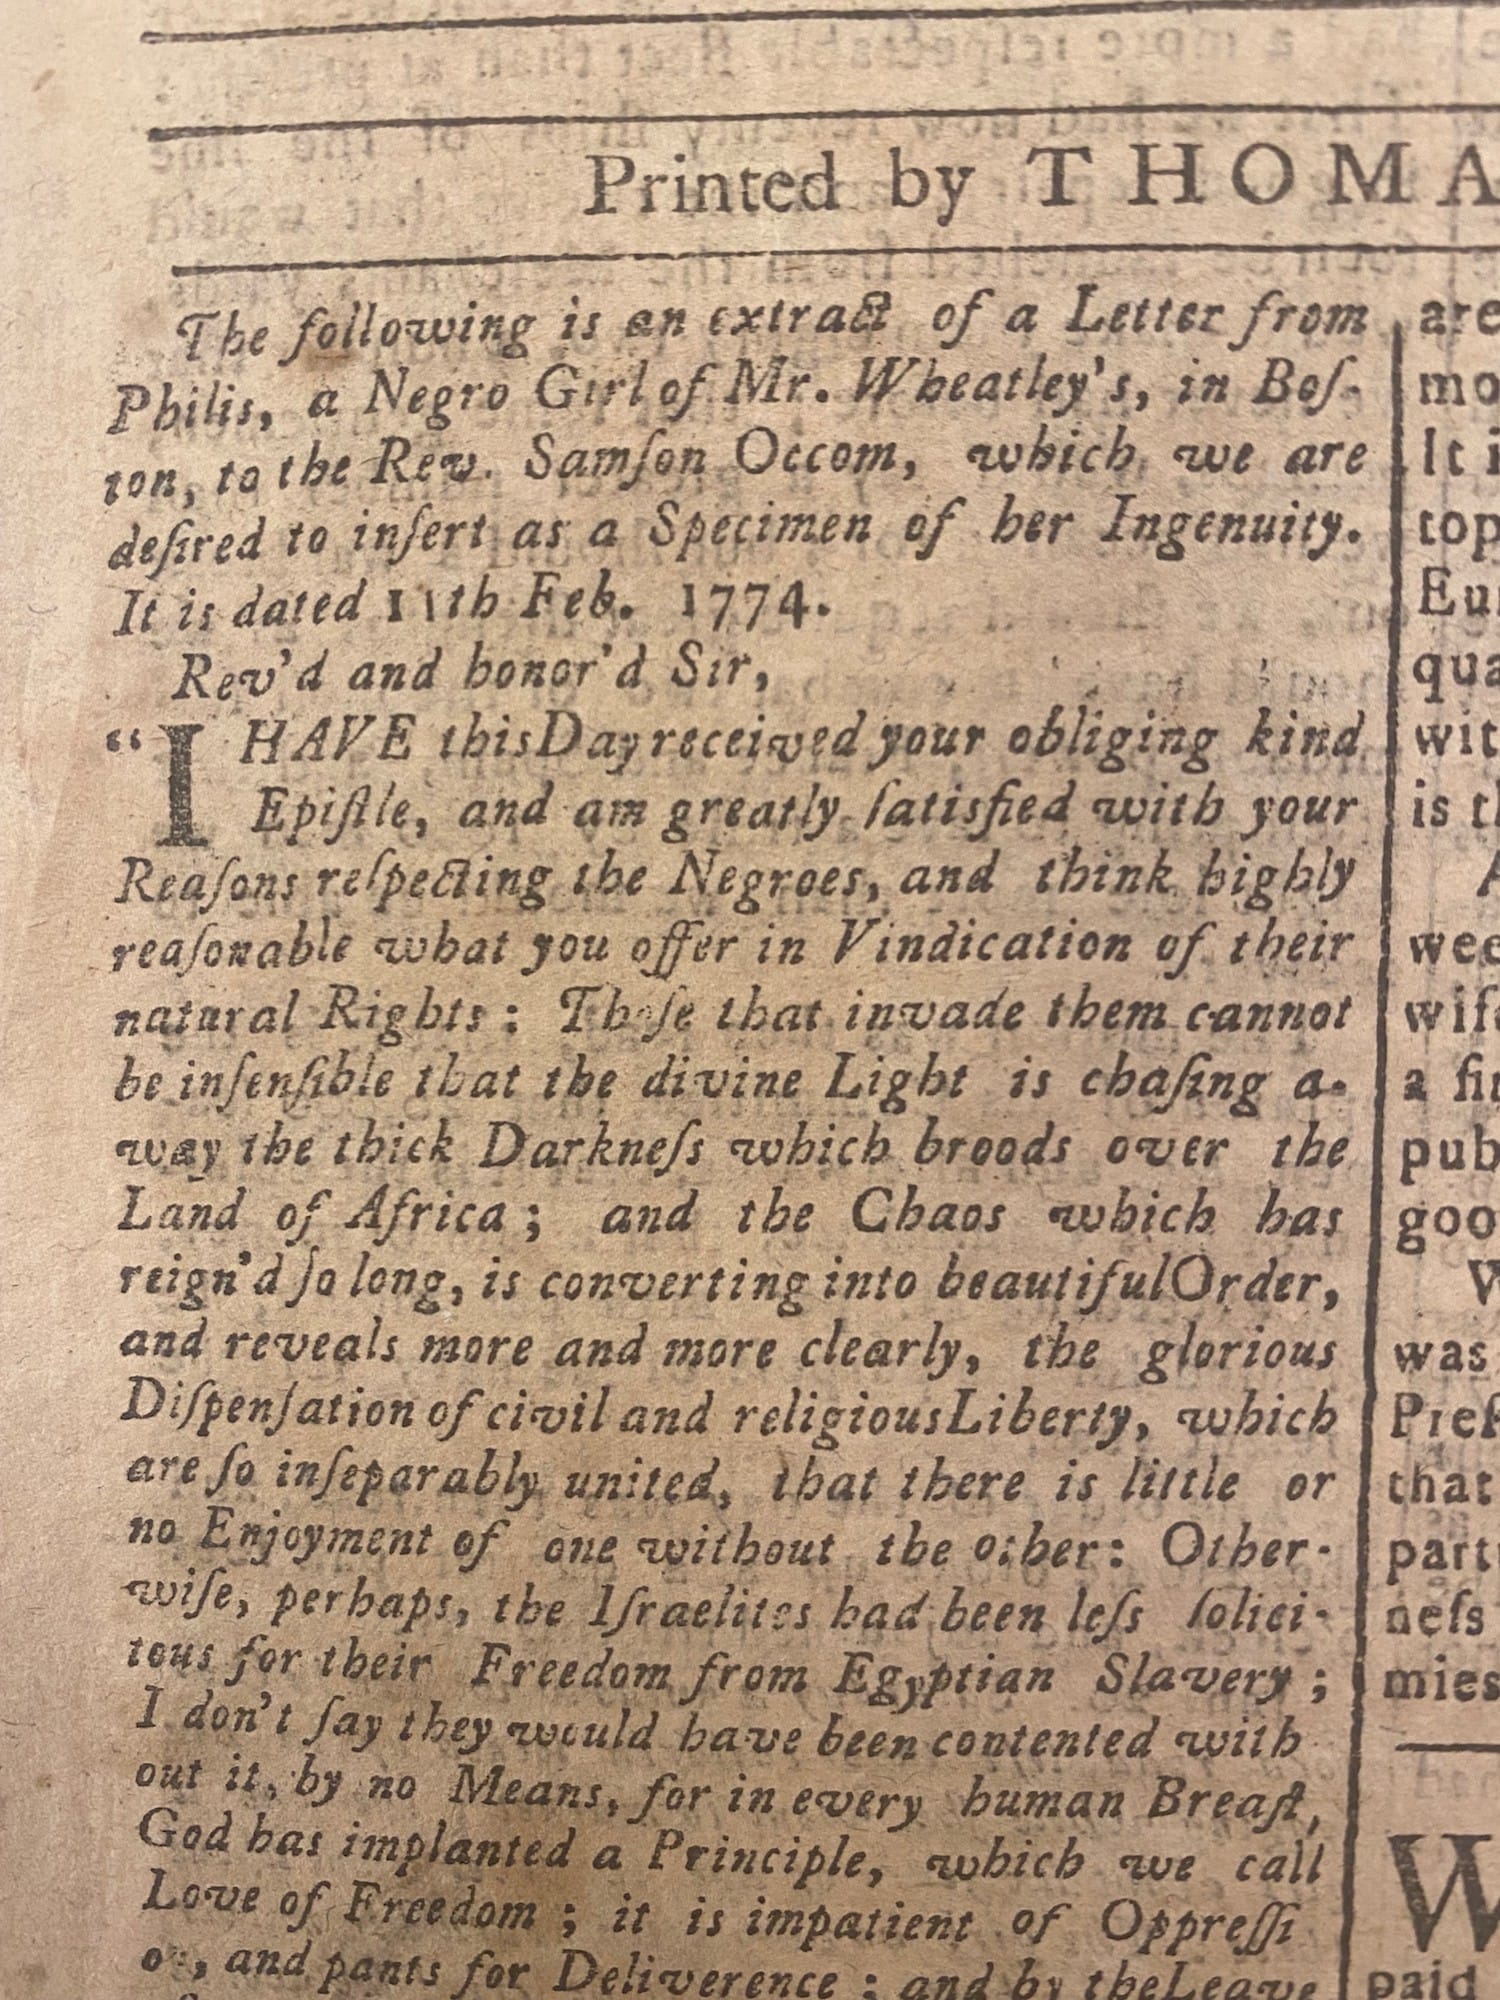 Printed by THOMA
The following is an extract of a Letter from
Philis, a Negro Girl of Mr. Wheatley's, in Boſ-
ton, to the Rev. Samſon Occom, which we are
deſired to inſert as a Specimen of her Ingenuity.
It is dated 11th Feb. 1774.
Rev'd and honor'd Sir,
"I HAVE this Day received your obliging kind
Epiſtle, and am greatly ſatisfied with your
Reaſons reſpecting the Negroes, and think highly
reaſonable what you offer in Vindication of their
natural Rights: Thoſe that invade them cannot
be inſenſible that the divine Light is chaſing a-
way the thick Darkneſs which broods over the
Land of Africa; and the Chaos which has
reign'd ſo long, is converting into beautiful Order,
and reveals more and more clearly, the glorious
Diſpenſation of civil and religious Liberty, which
are ſo inſeparably united, that there is little or
no Enjoyment of one without the other: Other-
wiſe, perhaps, the Iſraelites had been leſs ſolici-
tous for their Freedom from Egyptian Slavery;
I don't ſay they would have been contented with
out it, by no Means, for in every human Breaſt,
God has implanted a Principle, which we call
Love of Freedom; it is impatient of Oppreſſi
on, and pants for Deliverence; and by the Leave
are
mo
It i
top
Eu
qua
wit
is t
A
wee
wif
a fi
pub
goo
W
was
Preſ
that
part
neſs
mies
W
paid